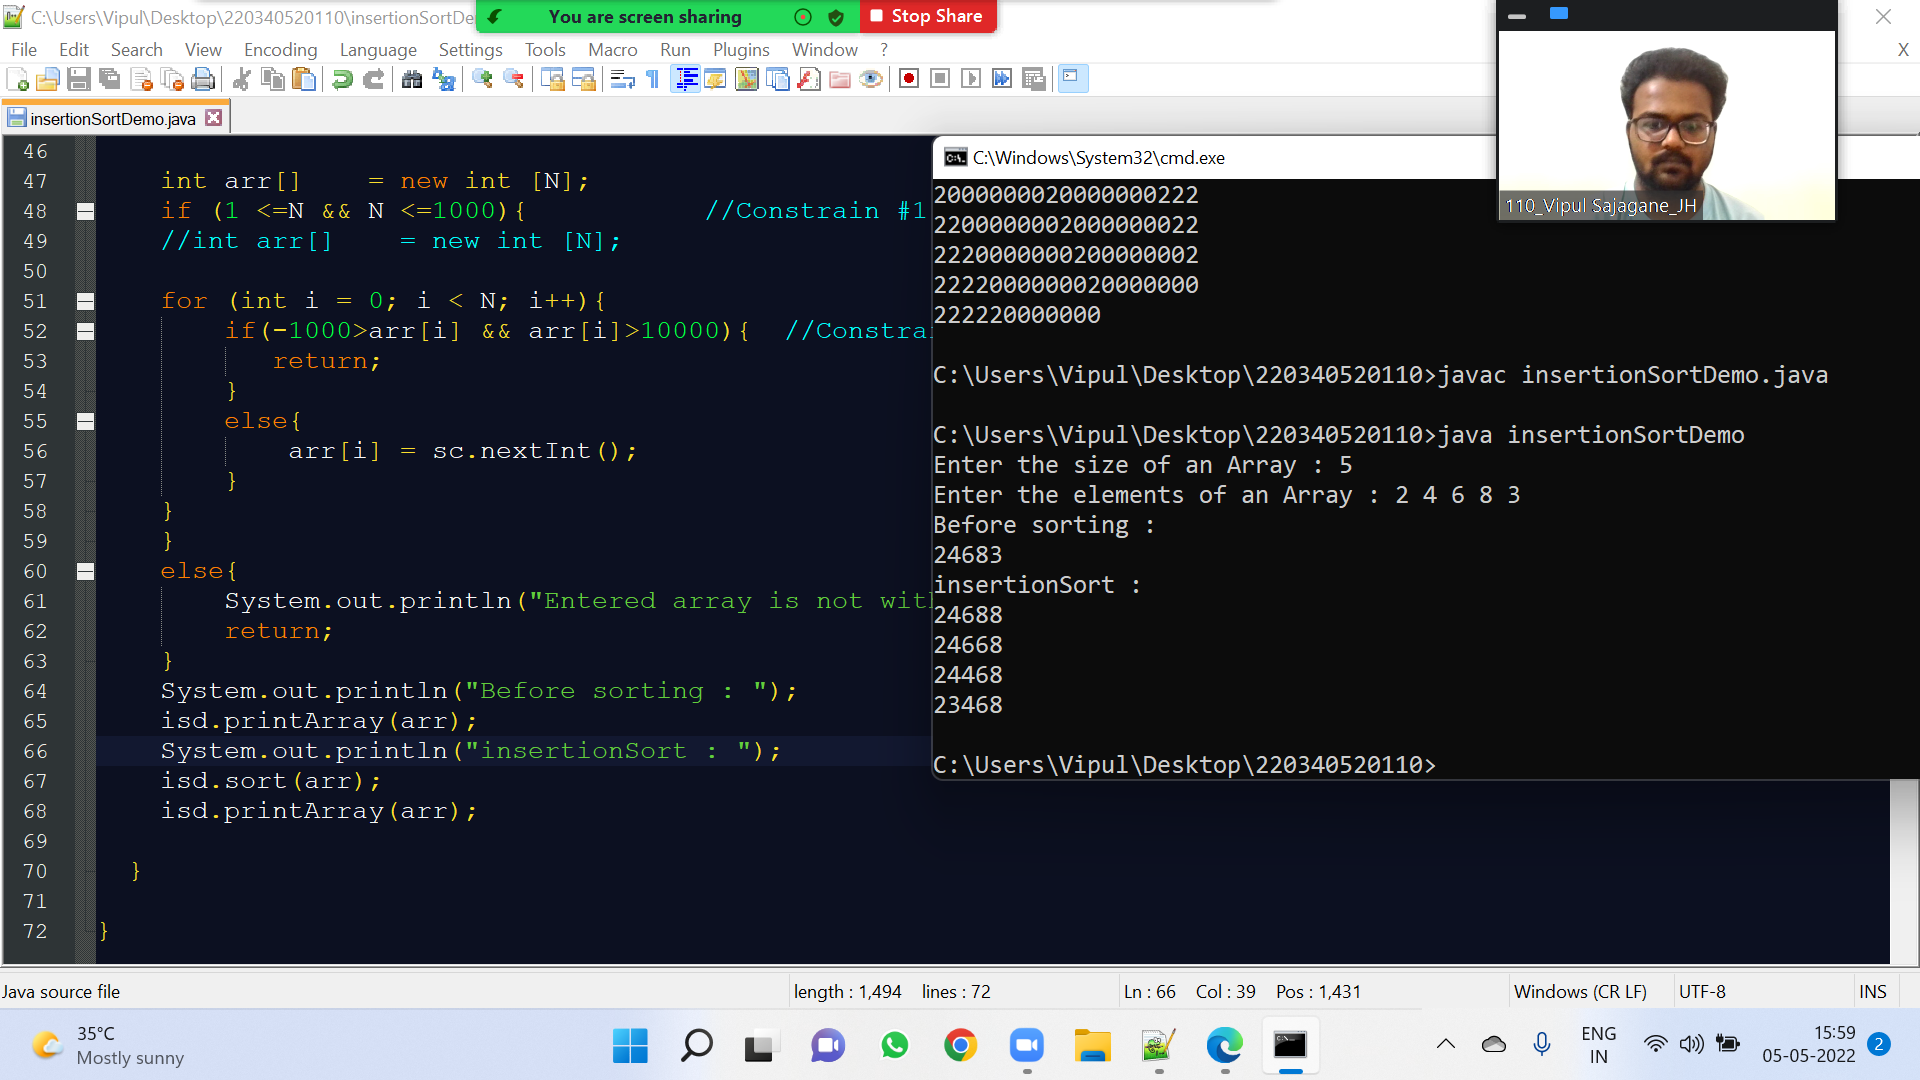 C:\Users\Vipul\Desktop\220340520110\insertionSortDe
You are screen sharing
Stop Share
File Edit Search View Encoding Language Settings Tools Macro Run Plugins Window ? X
insertionSortDemo.java
46
47 int arr[] = new int [N];
48 if (1 <=N && N <=1000){ //Constrain #1
49 //int arr[] = new int [N];
50
51 for (int i = 0; i < N; i++){
52 if(-1000>arr[i] && arr[i]>10000){ //Constrai
53 return;
54 }
55 else{
56 arr[i] = sc.nextInt();
57 }
58 }
59 }
60 else{
61 System.out.println("Entered array is not wit
62 return;
63 }
64 System.out.println("Before sorting : ");
65 isd.printArray(arr);
66 System.out.println("insertionSort : ");
67 isd.sort(arr);
68 isd.printArray(arr);
69
70 }
71
72 }
C:\Windows\System32\cmd.exe
2000000020000000222
2200000002000000022
2220000000200000002
2222000000020000000
222220000000
C:\Users\Vipul\Desktop\220340520110>javac insertionSortDemo.java
C:\Users\Vipul\Desktop\220340520110>java insertionSortDemo
Enter the size of an Array : 5
Enter the elements of an Array : 2 4 6 8 3
Before sorting :
24683
insertionSort :
24688
24668
24468
23468
C:\Users\Vipul\Desktop\220340520110>
110_Vipul Sajagane_JH
Java source file length : 1,494 lines : 72 Ln : 66 Col : 39 Pos : 1,431 Windows (CR LF) UTF-8 INS
35°C
Mostly sunny
ENG
IN
15:59
05-05-2022
2